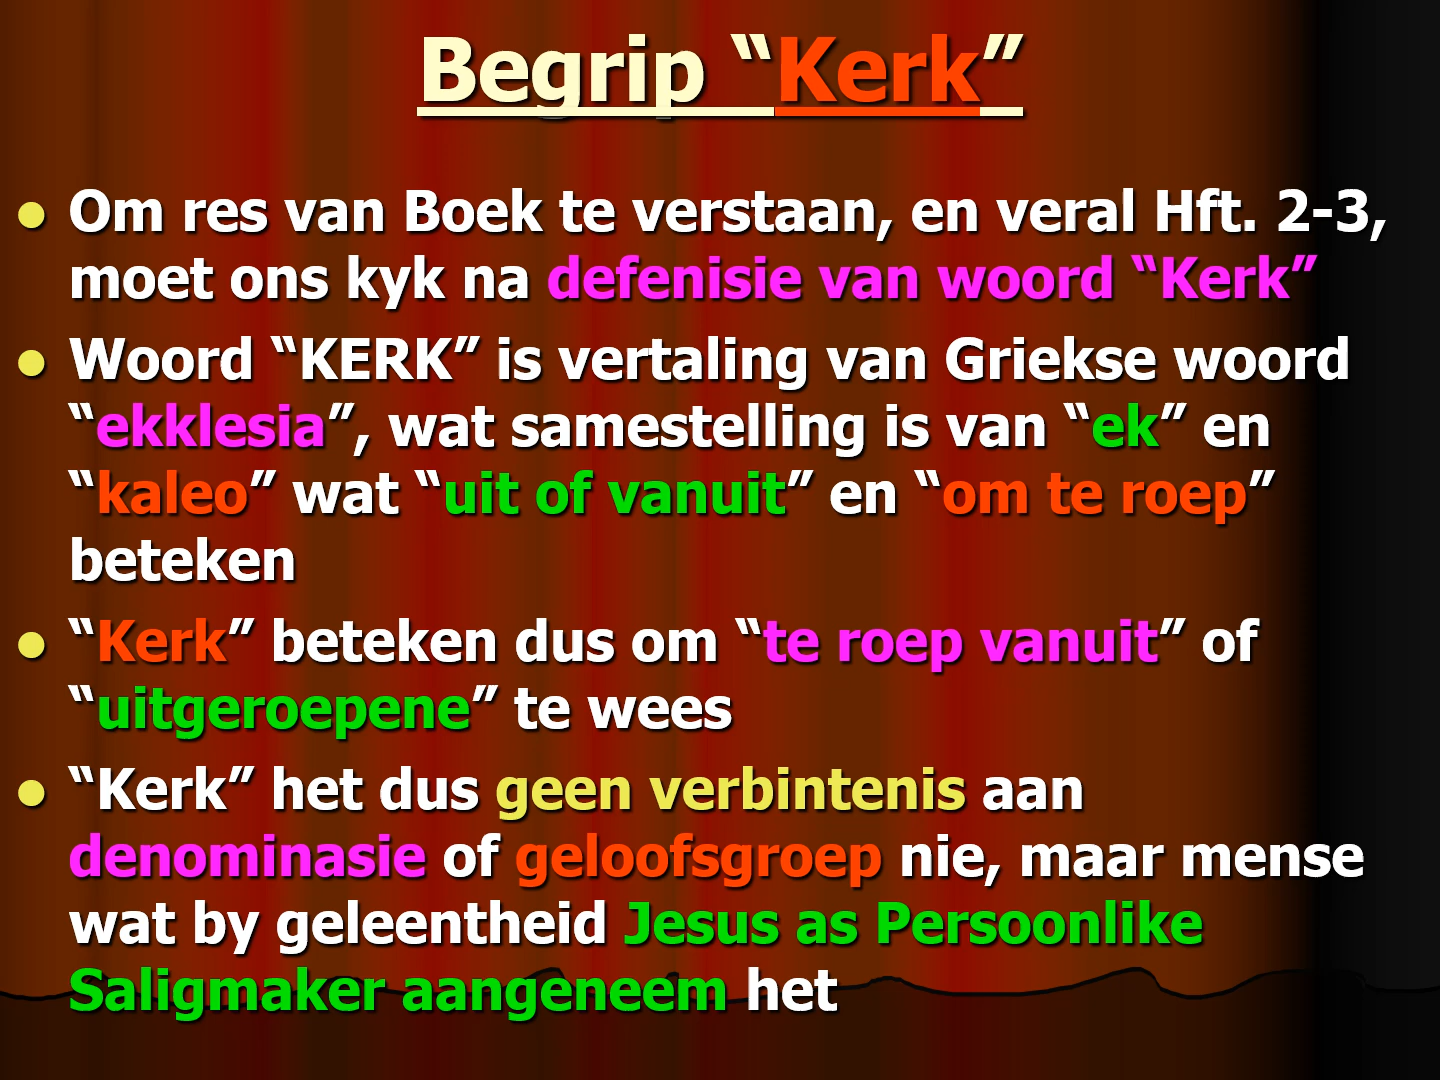 Begrip “Kerk”
Om res van Boek te verstaan, en veral Hft. 2-3,
moet ons kyk na defenisie van woord “Kerk”
Woord “KERK” is vertaling van Griekse woord
“ekklesia”, wat samestelling is van “ek” en
“kaleo” wat “uit of vanuit” en “om te roep”
beteken
“Kerk” beteken dus om “te roep vanuit” of
“uitgeroepene” te wees
“Kerk” het dus geen verbintenis aan
denominasie of geloofsgroep nie, maar mense
wat by geleentheid Jesus as Persoonlike
Saligmaker aangeneem het